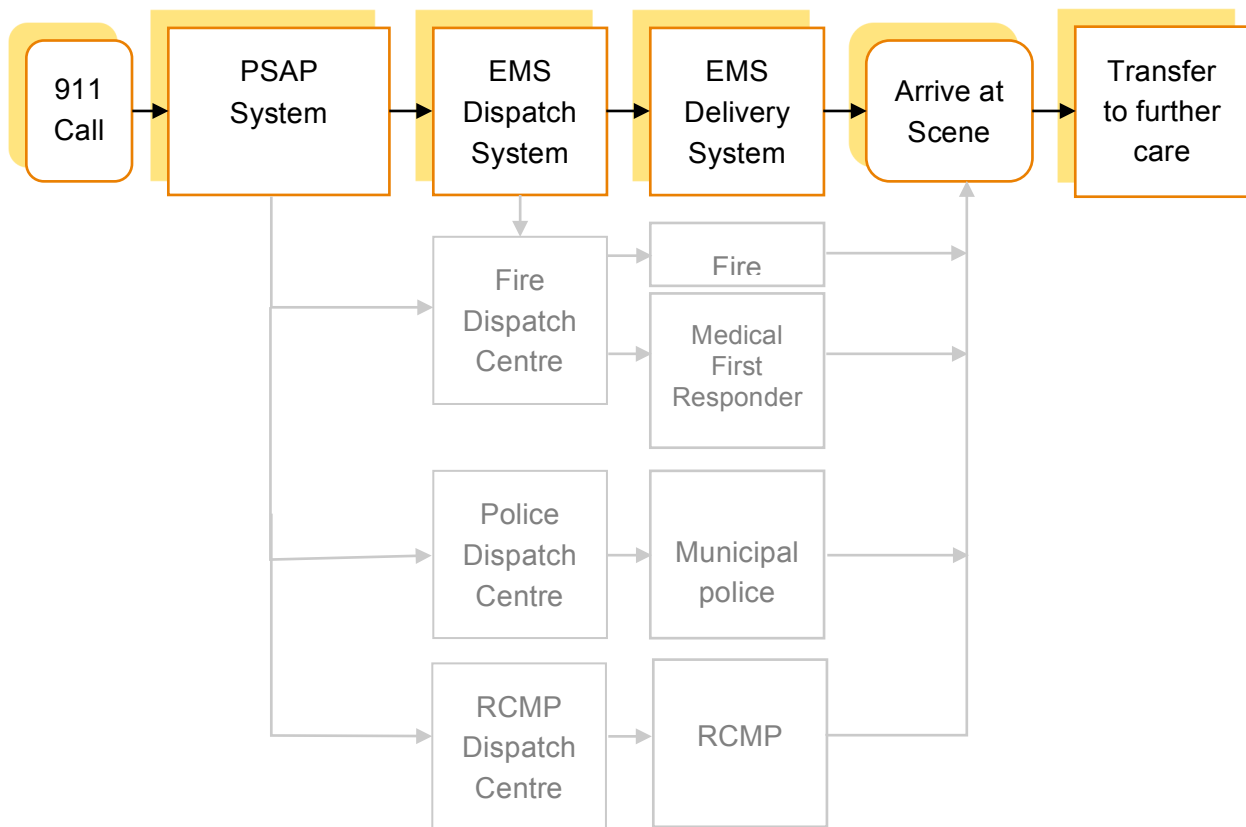 911
Call
PSAP
System
EMS
Dispatch
System
EMS
Delivery
System
Arrive at
Scene
Transfer
to further
care
Fire
Dispatch
Centre
Fire
Medical
First
Responder
Police
Dispatch
Centre
Municipal
police
RCMP
Dispatch
Centre
RCMP